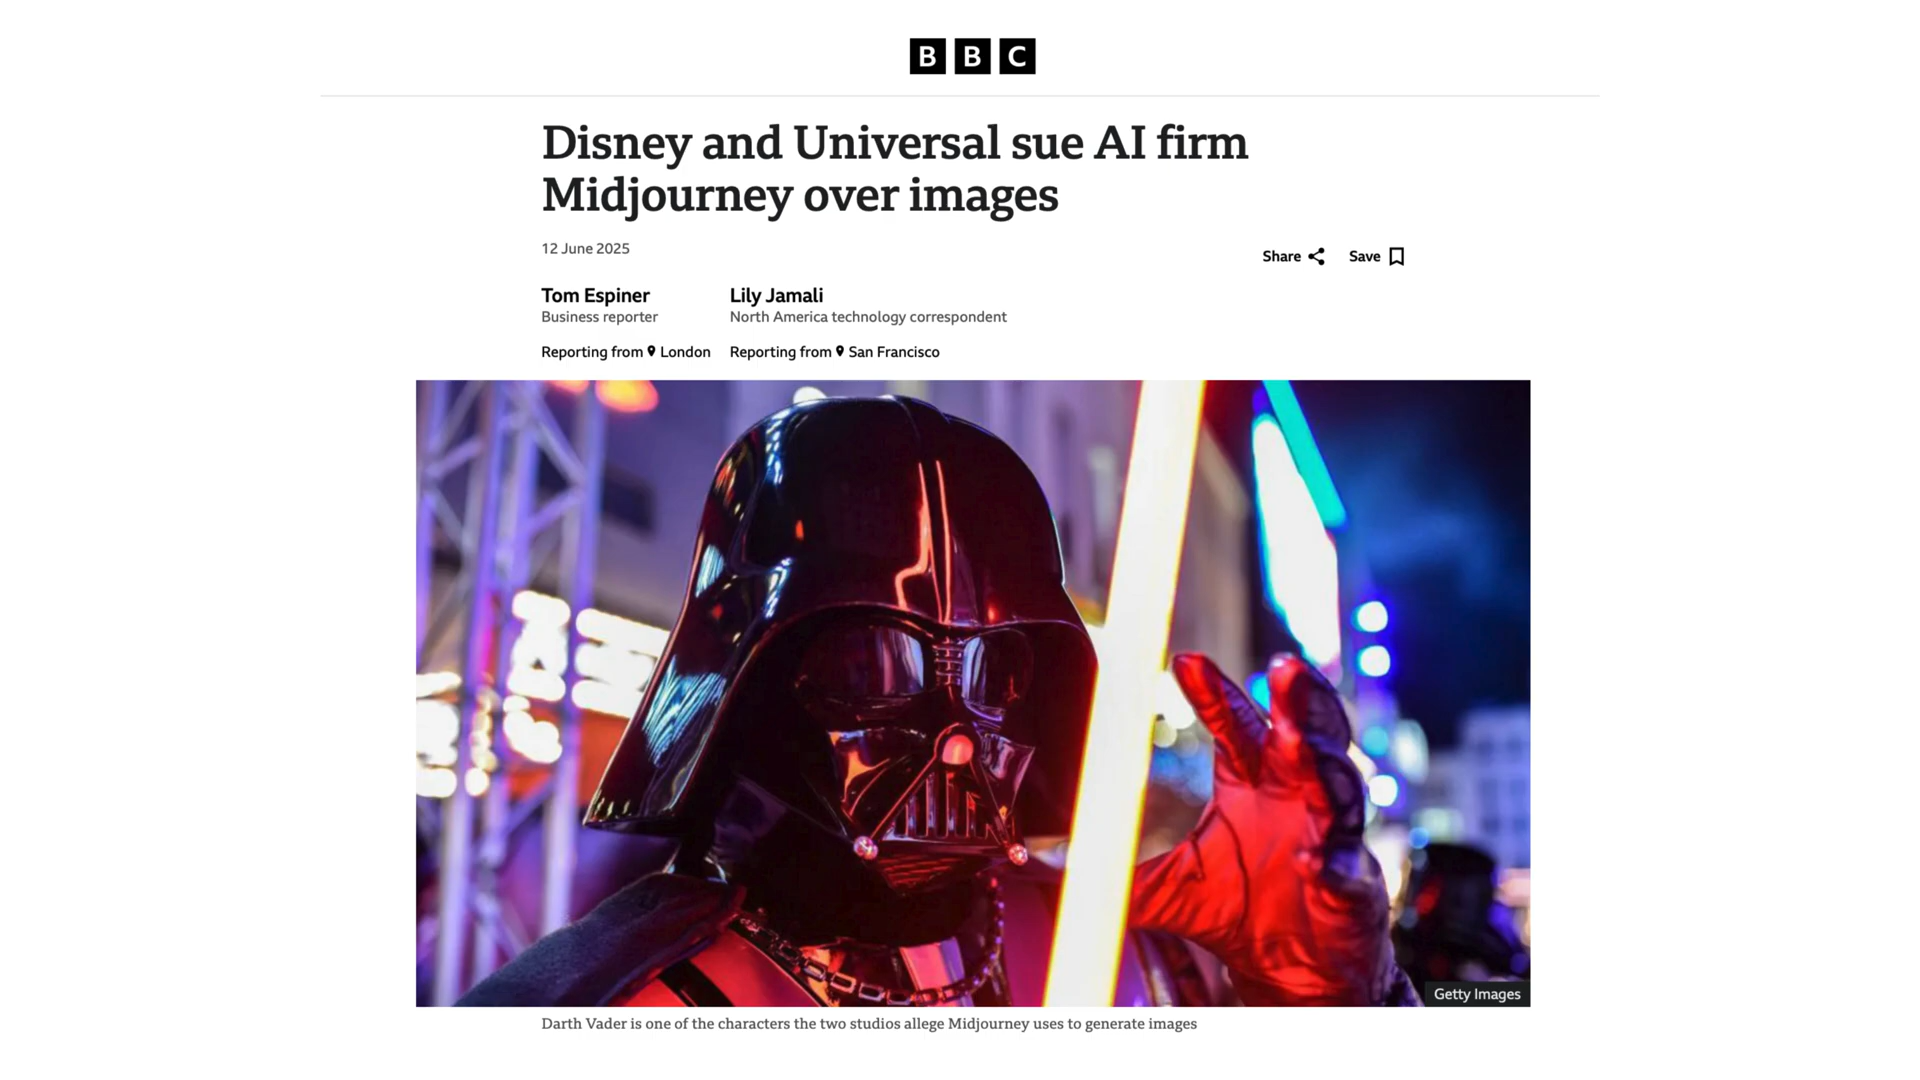 BBC
Disney and Universal sue AI firm
Midjourney over images
12 June 2025
Share
Save
Tom Espiner
Business reporter
Reporting from London
Lily Jamali
North America technology correspondent
Reporting from San Francisco
Getty Images
Darth Vader is one of the characters the two studios allege Midjourney uses to generate images